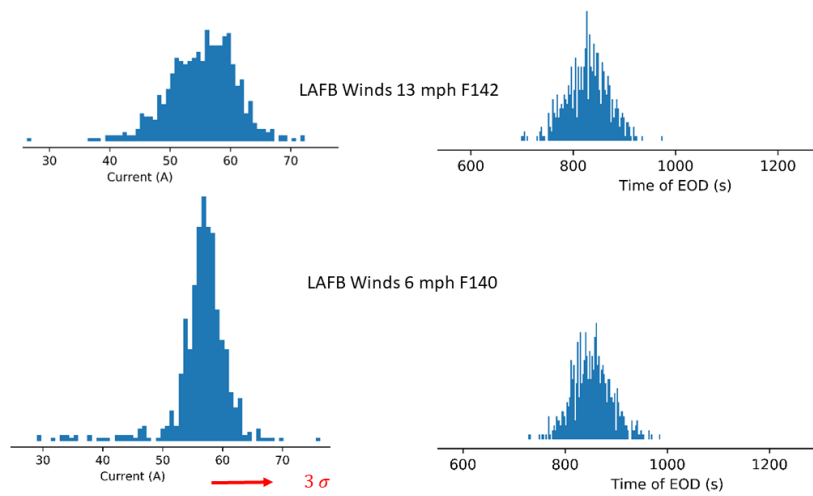 LAFB Winds 13 mph F142
30 40 50 60 70
Current (A)
600 800 1000 1200
Time of EOD (s)
LAFB Winds 6 mph F140
30 40 50 60 70
Current (A)
3 σ
600 800 1000 1200
Time of EOD (s)